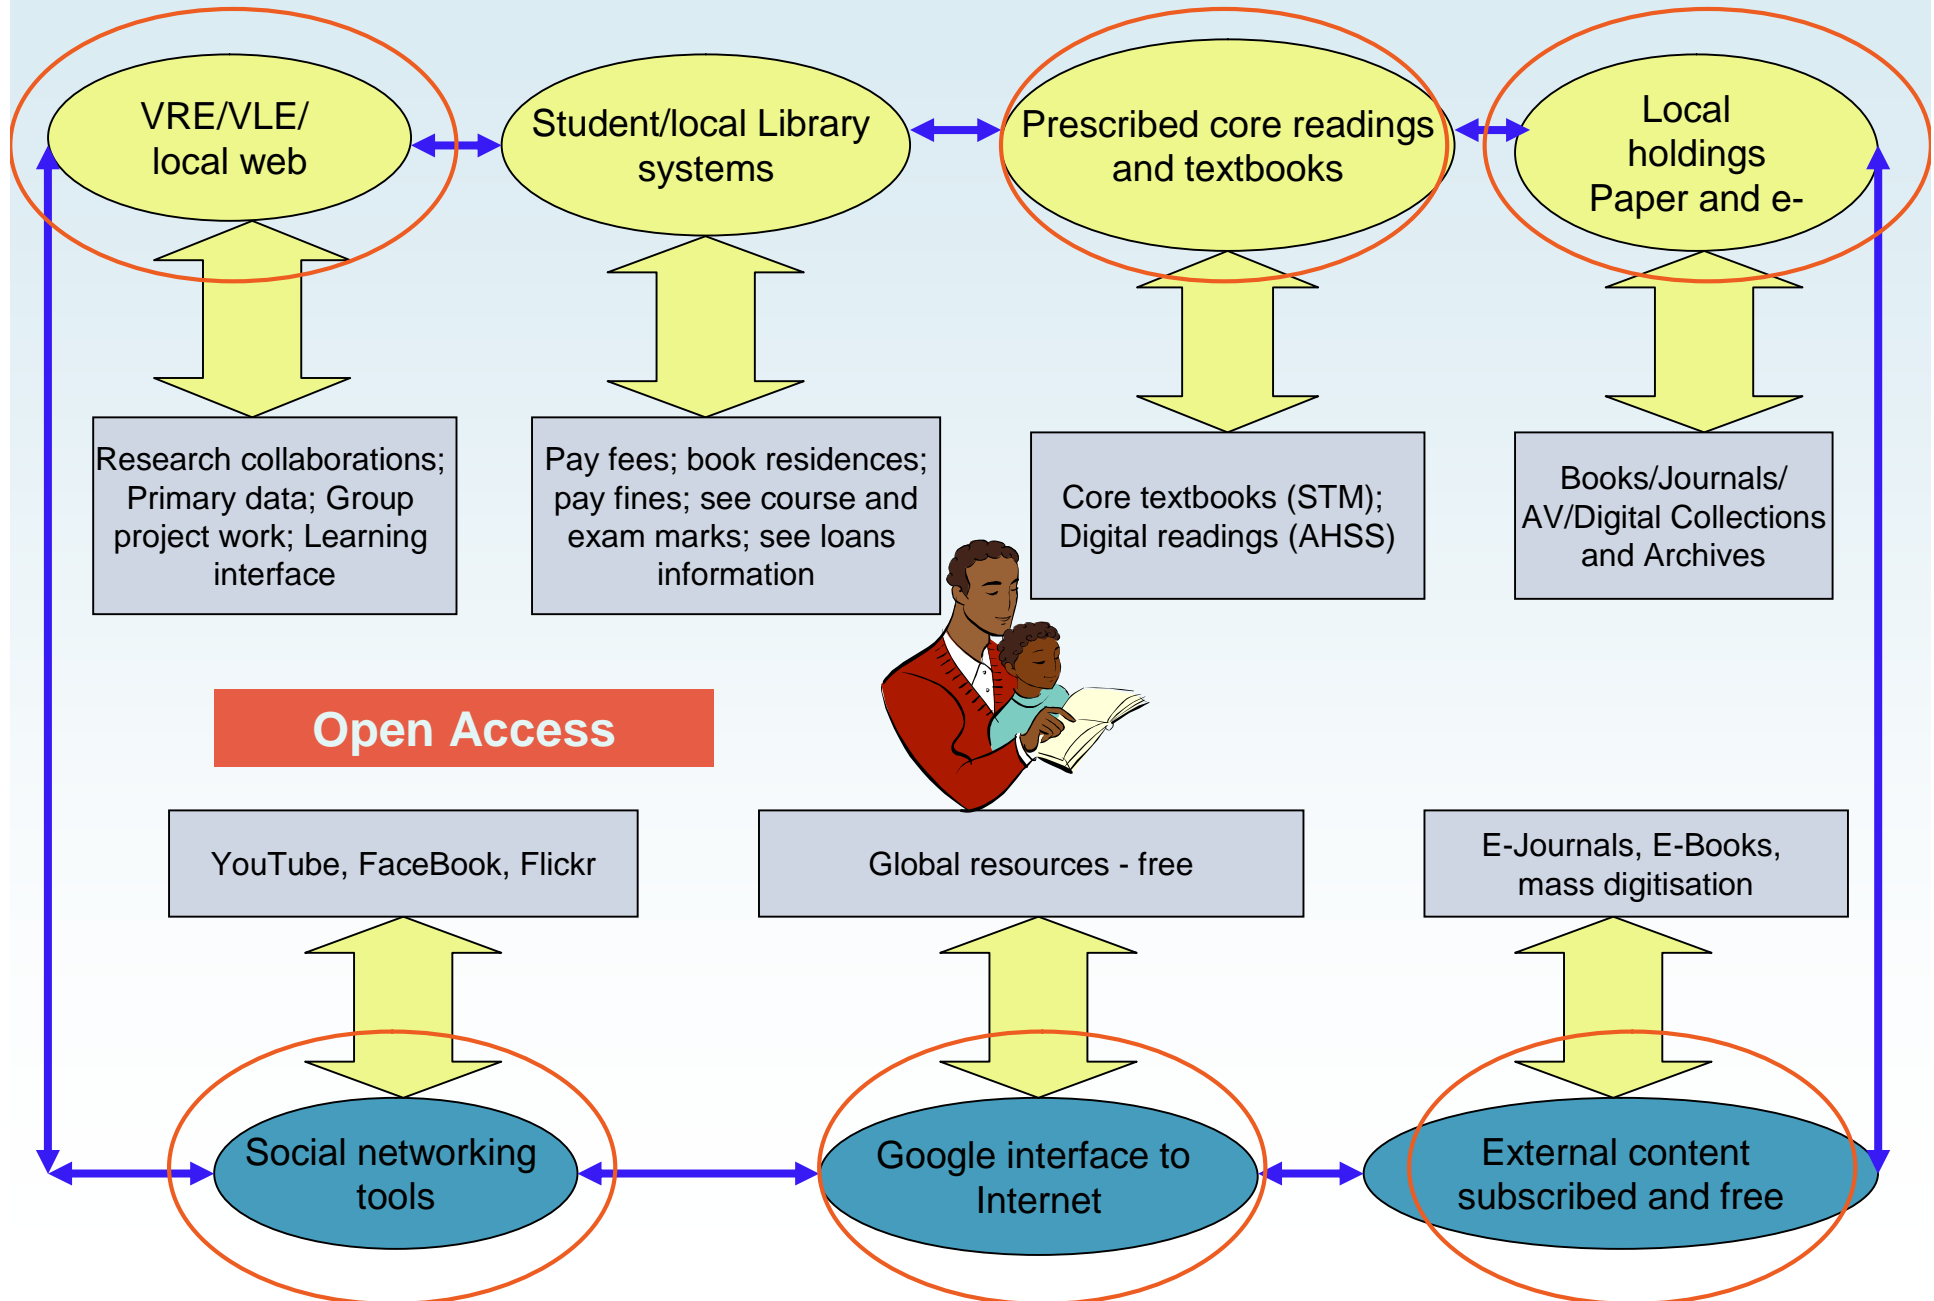 VRE/VLE/
local web
Student/local Library
systems
Prescribed core readings
and textbooks
Local
holdings
Paper and e-
Research collaborations;
Primary data; Group
project work; Learning
interface
Pay fees; book residences;
pay fines; see course and
exam marks; see loans
information
Core textbooks (STM);
Digital readings (AHSS)
Books/Journals/
AV/Digital Collections
and Archives
Open Access
YouTube, FaceBook, Flickr
Global resources - free
E-Journals, E-Books,
mass digitisation
Social networking
tools
Google interface to
Internet
External content
subscribed and free